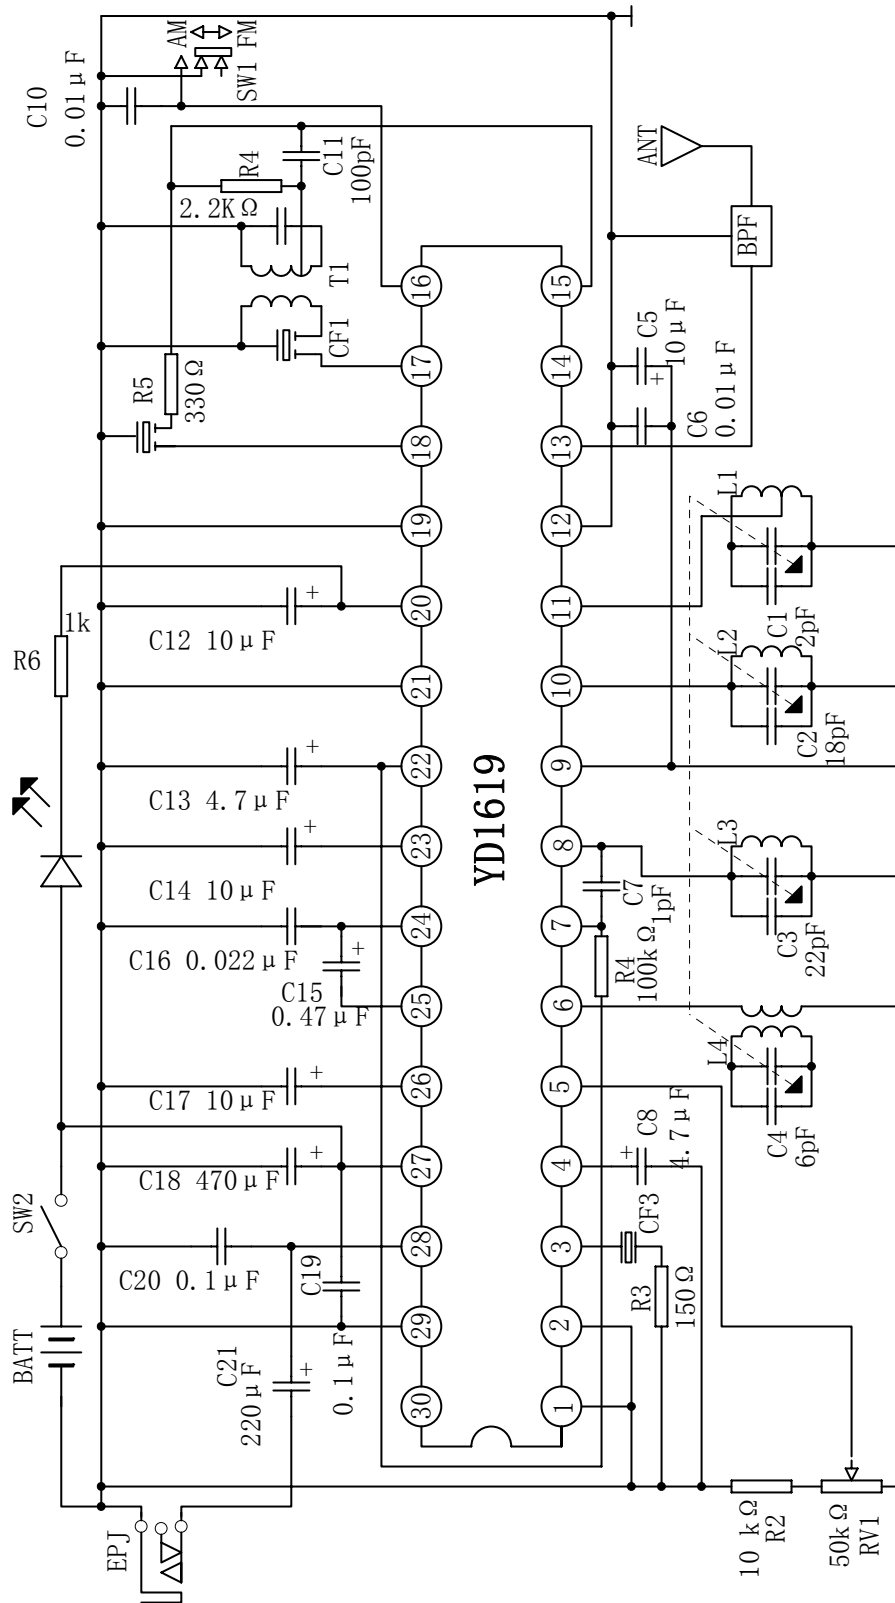 C10
0.01μF
AM
SW1 FM
R4
2.2KΩ
C11
100pF
T1
CF1
R5
330Ω
ANT
BPF
C5
10μF
C6
0.01μF
16
17
18
19
20
21
22
23
24
25
26
27
28
29
30
15
14
13
12
11
10
9
8
7
6
5
4
3
2
1
YD1619
1k
R6
C12 10μF
C13 4.7μF
C14 10μF
C16 0.022μF
C15
0.47μF
C17 10μF
C18 470μF
C20 0.1μF
C19
0.1μF
C21
220μF
SW2
BATT
EPJ
L1
C1
2pF
L2
C2
18pF
L3
C3
22pF
L4
C4
6pF
C7
1pF
R4
100kΩ
C8
4.7μF
CF3
R3
150Ω
10 kΩ
R2
50kΩ
RV1
+
+
+
+
+
+
+
+
+
+